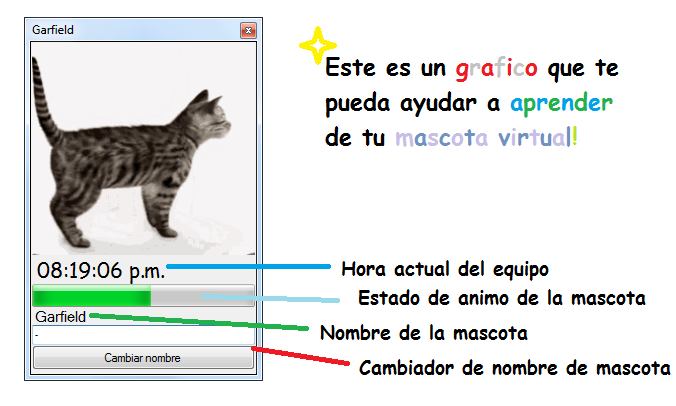 Garfield
Este es un grafico que te
pueda ayudar a aprender
de tu mascota virtual!
08:19:06 p.m.
Hora actual del equipo
Estado de animo de la mascota
Garfield
Nombre de la mascota
-
Cambiar nombre
Cambiador de nombre de mascota